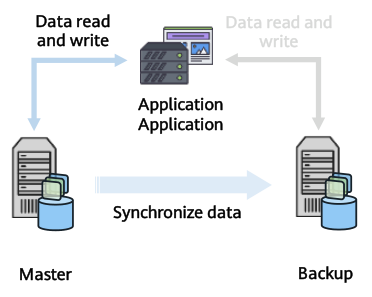 Data read
and write
Data read and
write
Application
Application
Synchronize data
Master
Backup